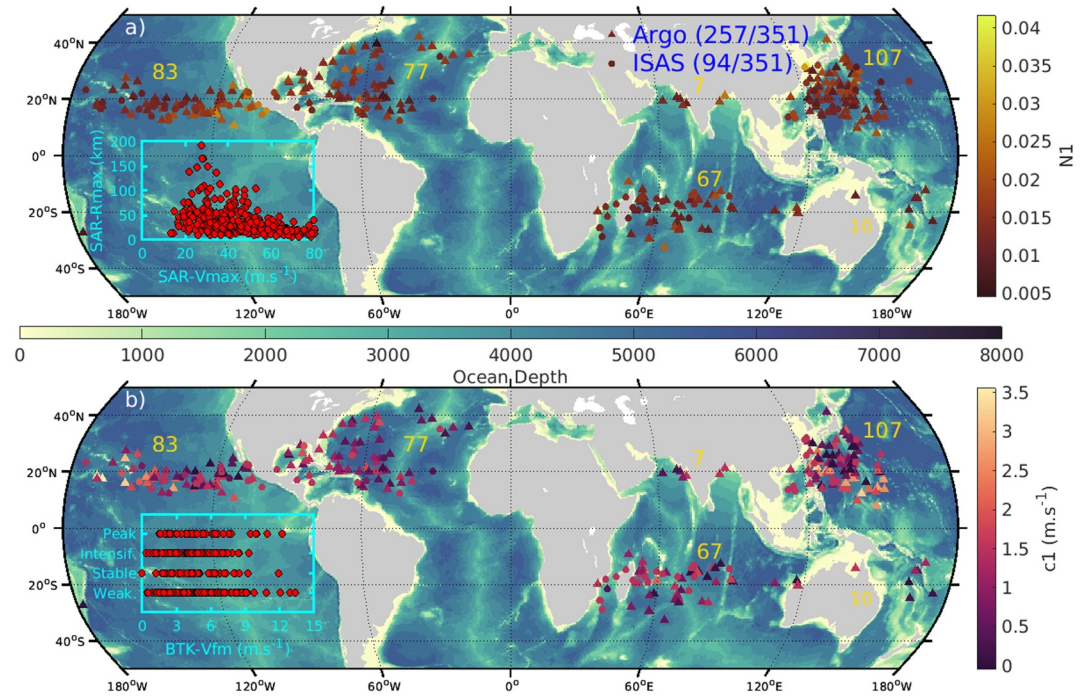 a)
Argo (257/351)
ISAS (94/351)
83
77
7
107
67
10
40°N
20°N
0°
20°S
40°S
180°W
120°W
60°W
0°
60°E
120°E
180°W
SAR-Rmax (km)
200
150
100
50
0
0 20 40 60 80
SAR-Vmax (m.s⁻¹)
0.04
0.035
0.03
0.025
0.02
0.015
0.01
0.005
N1
0 1000 2000 3000 4000 5000 6000 7000 8000
Ocean Depth
b)
83
77
7
107
67
10
40°N
20°N
0°
20°S
40°S
Peak
Intensif.
Stable
Weak.
0 3 6 9 12 15
BTK-Vfm (m.s⁻¹)
180°W
120°W
60°W
0°
60°E
120°E
180°W
3.5
3
2.5
2
1.5
1
0.5
0
c1 (m.s⁻¹)